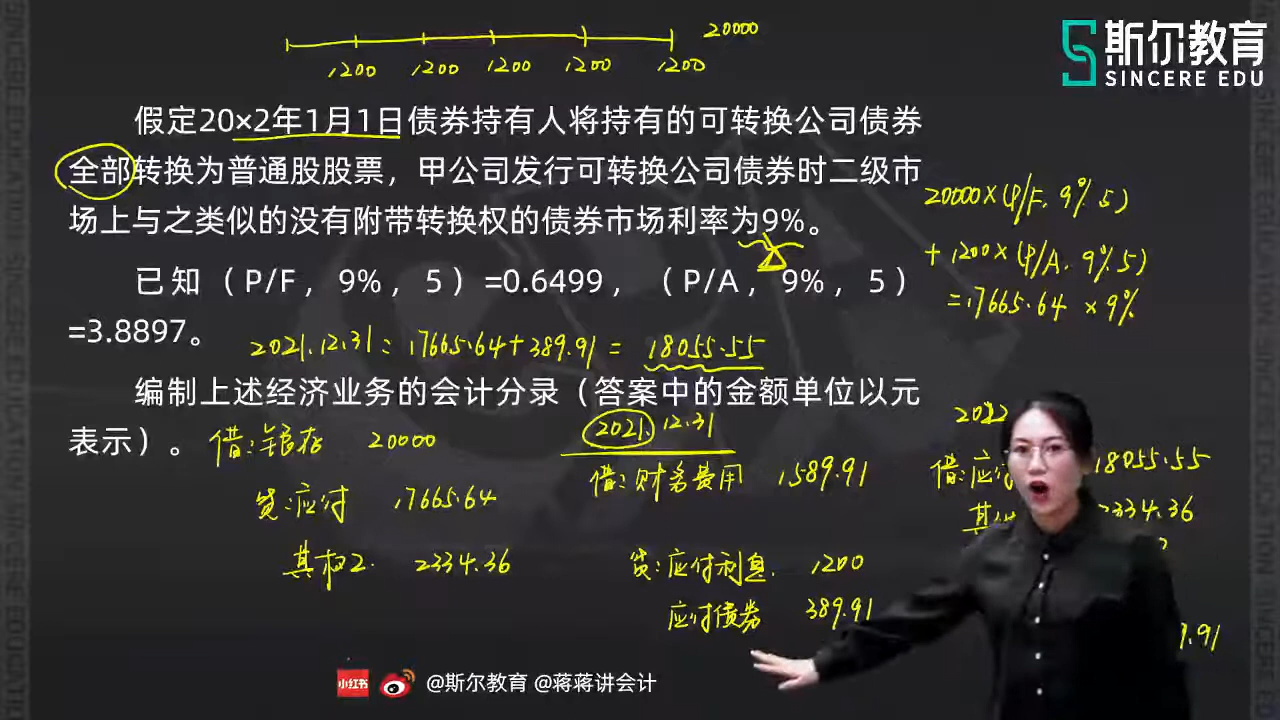 斯尔教育
SINCERE EDU
20000
1200 1200 1200 1200 1200
假定20×2年1月1日债券持有人将持有的可转换公司债券
全部转换为普通股股票，甲公司发行可转换公司债券时二级市
场上与之类似的没有附带转换权的债券市场利率为9%。
已知（P/F，9%，5）=0.6499，（P/A，9%，5）
=3.8897。
20000×(P/F, 9% 5)
+1200×(P/A, 9%, 5)
=17665.64 ×9%
2021.12.31: 17665.64+389.91=18055.55
编制上述经济业务的会计分录（答案中的金额单位以元
表示）。
借:银存 20000
贷:应付 17665.64
其权工. 2334.36
2021. 12.31
借:财务费用 1589.91
贷:应付利息. 1200
应付债券 389.91
借:应付 18055.55
2334.36
小红书
@斯尔教育 @蒋蒋讲会计